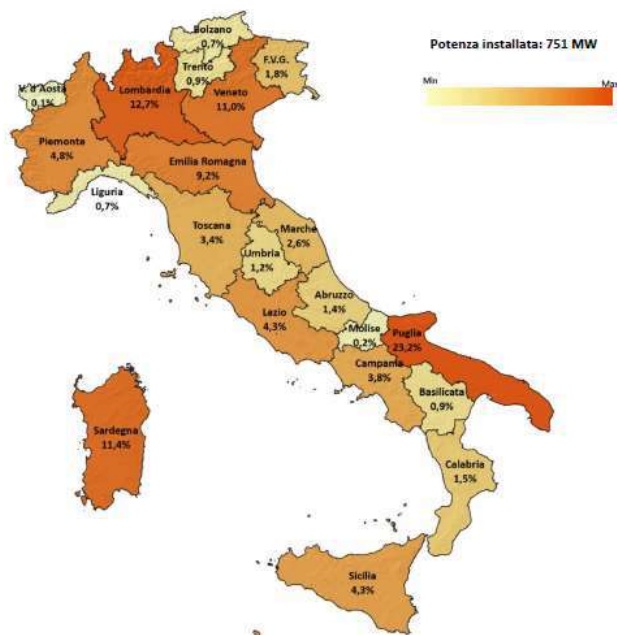 Bolzano
0,7%
Potenza installata: 751 MW
F.V.G.
1,8%
Trento
0,9%
Min
Max
V. d'Aosta
0,1%
Lombardia
12,7%
Veneto
11,0%
Piemonte
4,8%
Emilia Romagna
9,2%
Liguria
0,7%
Toscana
3,4%
Marche
2,6%
Umbria
1,2%
Abruzzo
1,4%
Lazio
4,3%
Molise
0,2%
Puglia
23,2%
Campania
3,8%
Basilicata
0,9%
Sardegna
11,4%
Calabria
1,5%
Sicilia
4,3%